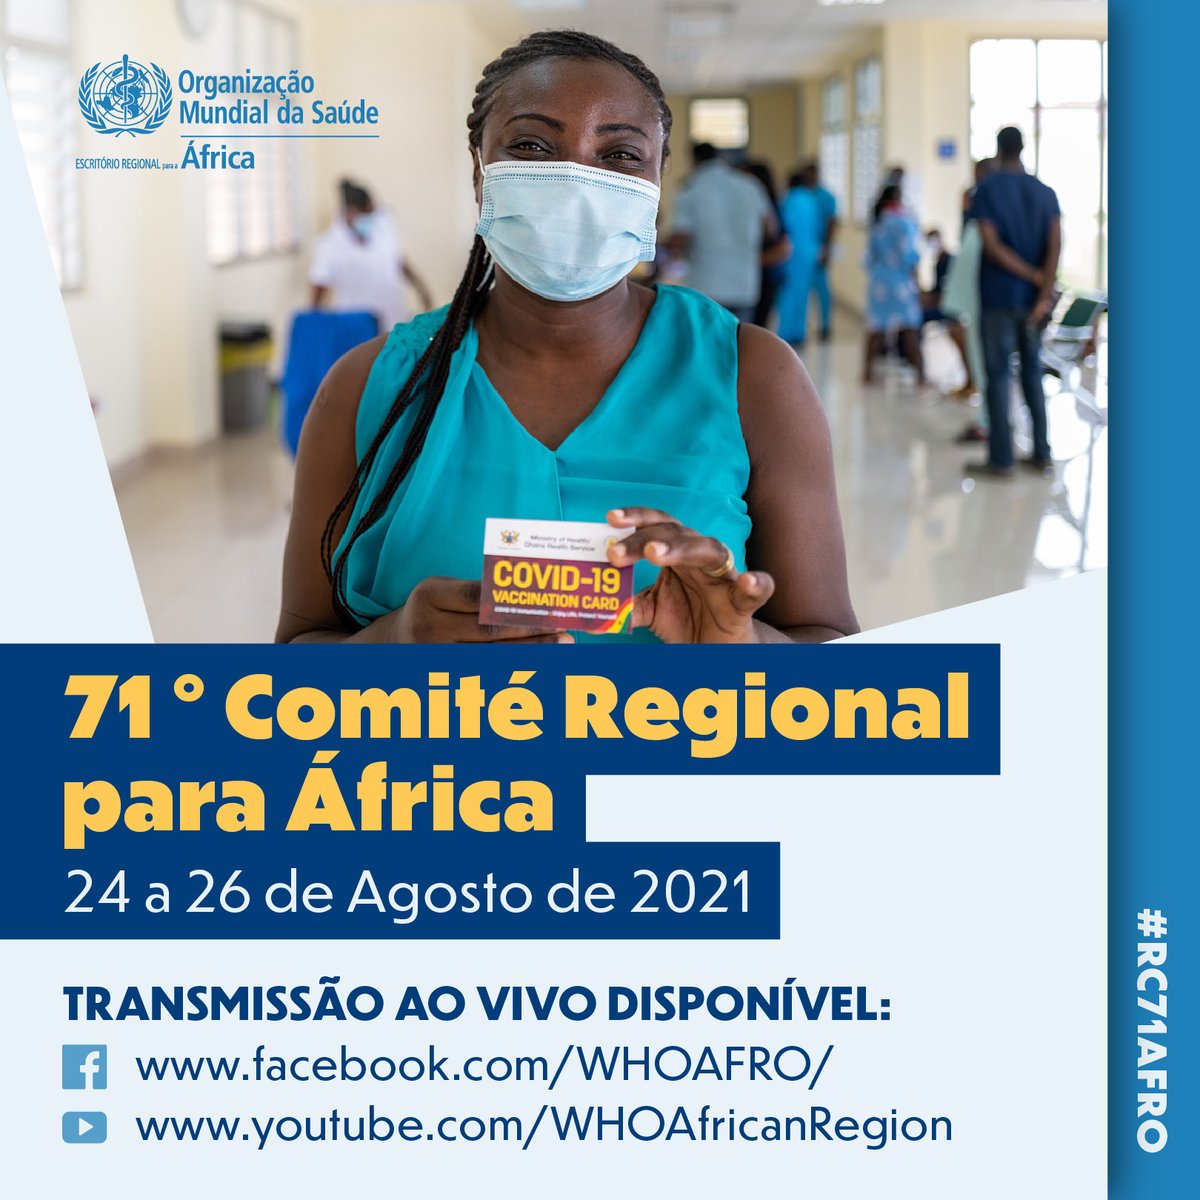 Organização
Mundial da Saúde
ESCRITÓRIO REGIONAL para a África
Ministry of Health/
Ghana Health Service
COVID-19
VACCINATION CARD
71° Comité Regional
para África
24 a 26 de Agosto de 2021
TRANSMISSÃO AO VIVO DISPONÍVEL:
www.facebook.com/WHOAFRO/
www.youtube.com/WHOAfricanRegion
#RC71AFRO